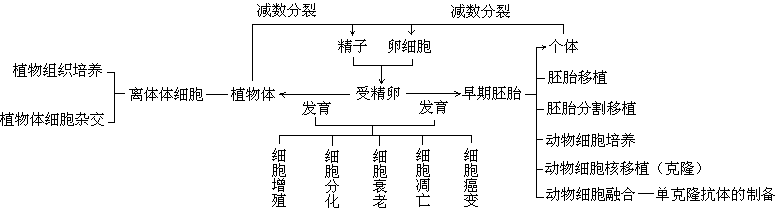 减数分裂
减数分裂
精子
卵细胞
个体
植物组织培养
胚胎移植
离体体细胞
植物体
受精卵
早期胚胎
植物体细胞杂交
发育
发育
胚胎分割移植
动物细胞培养
细胞增殖
细胞分化
细胞衰老
细胞凋亡
细胞癌变
动物细胞核移植（克隆）
动物细胞融合—单克隆抗体的制备